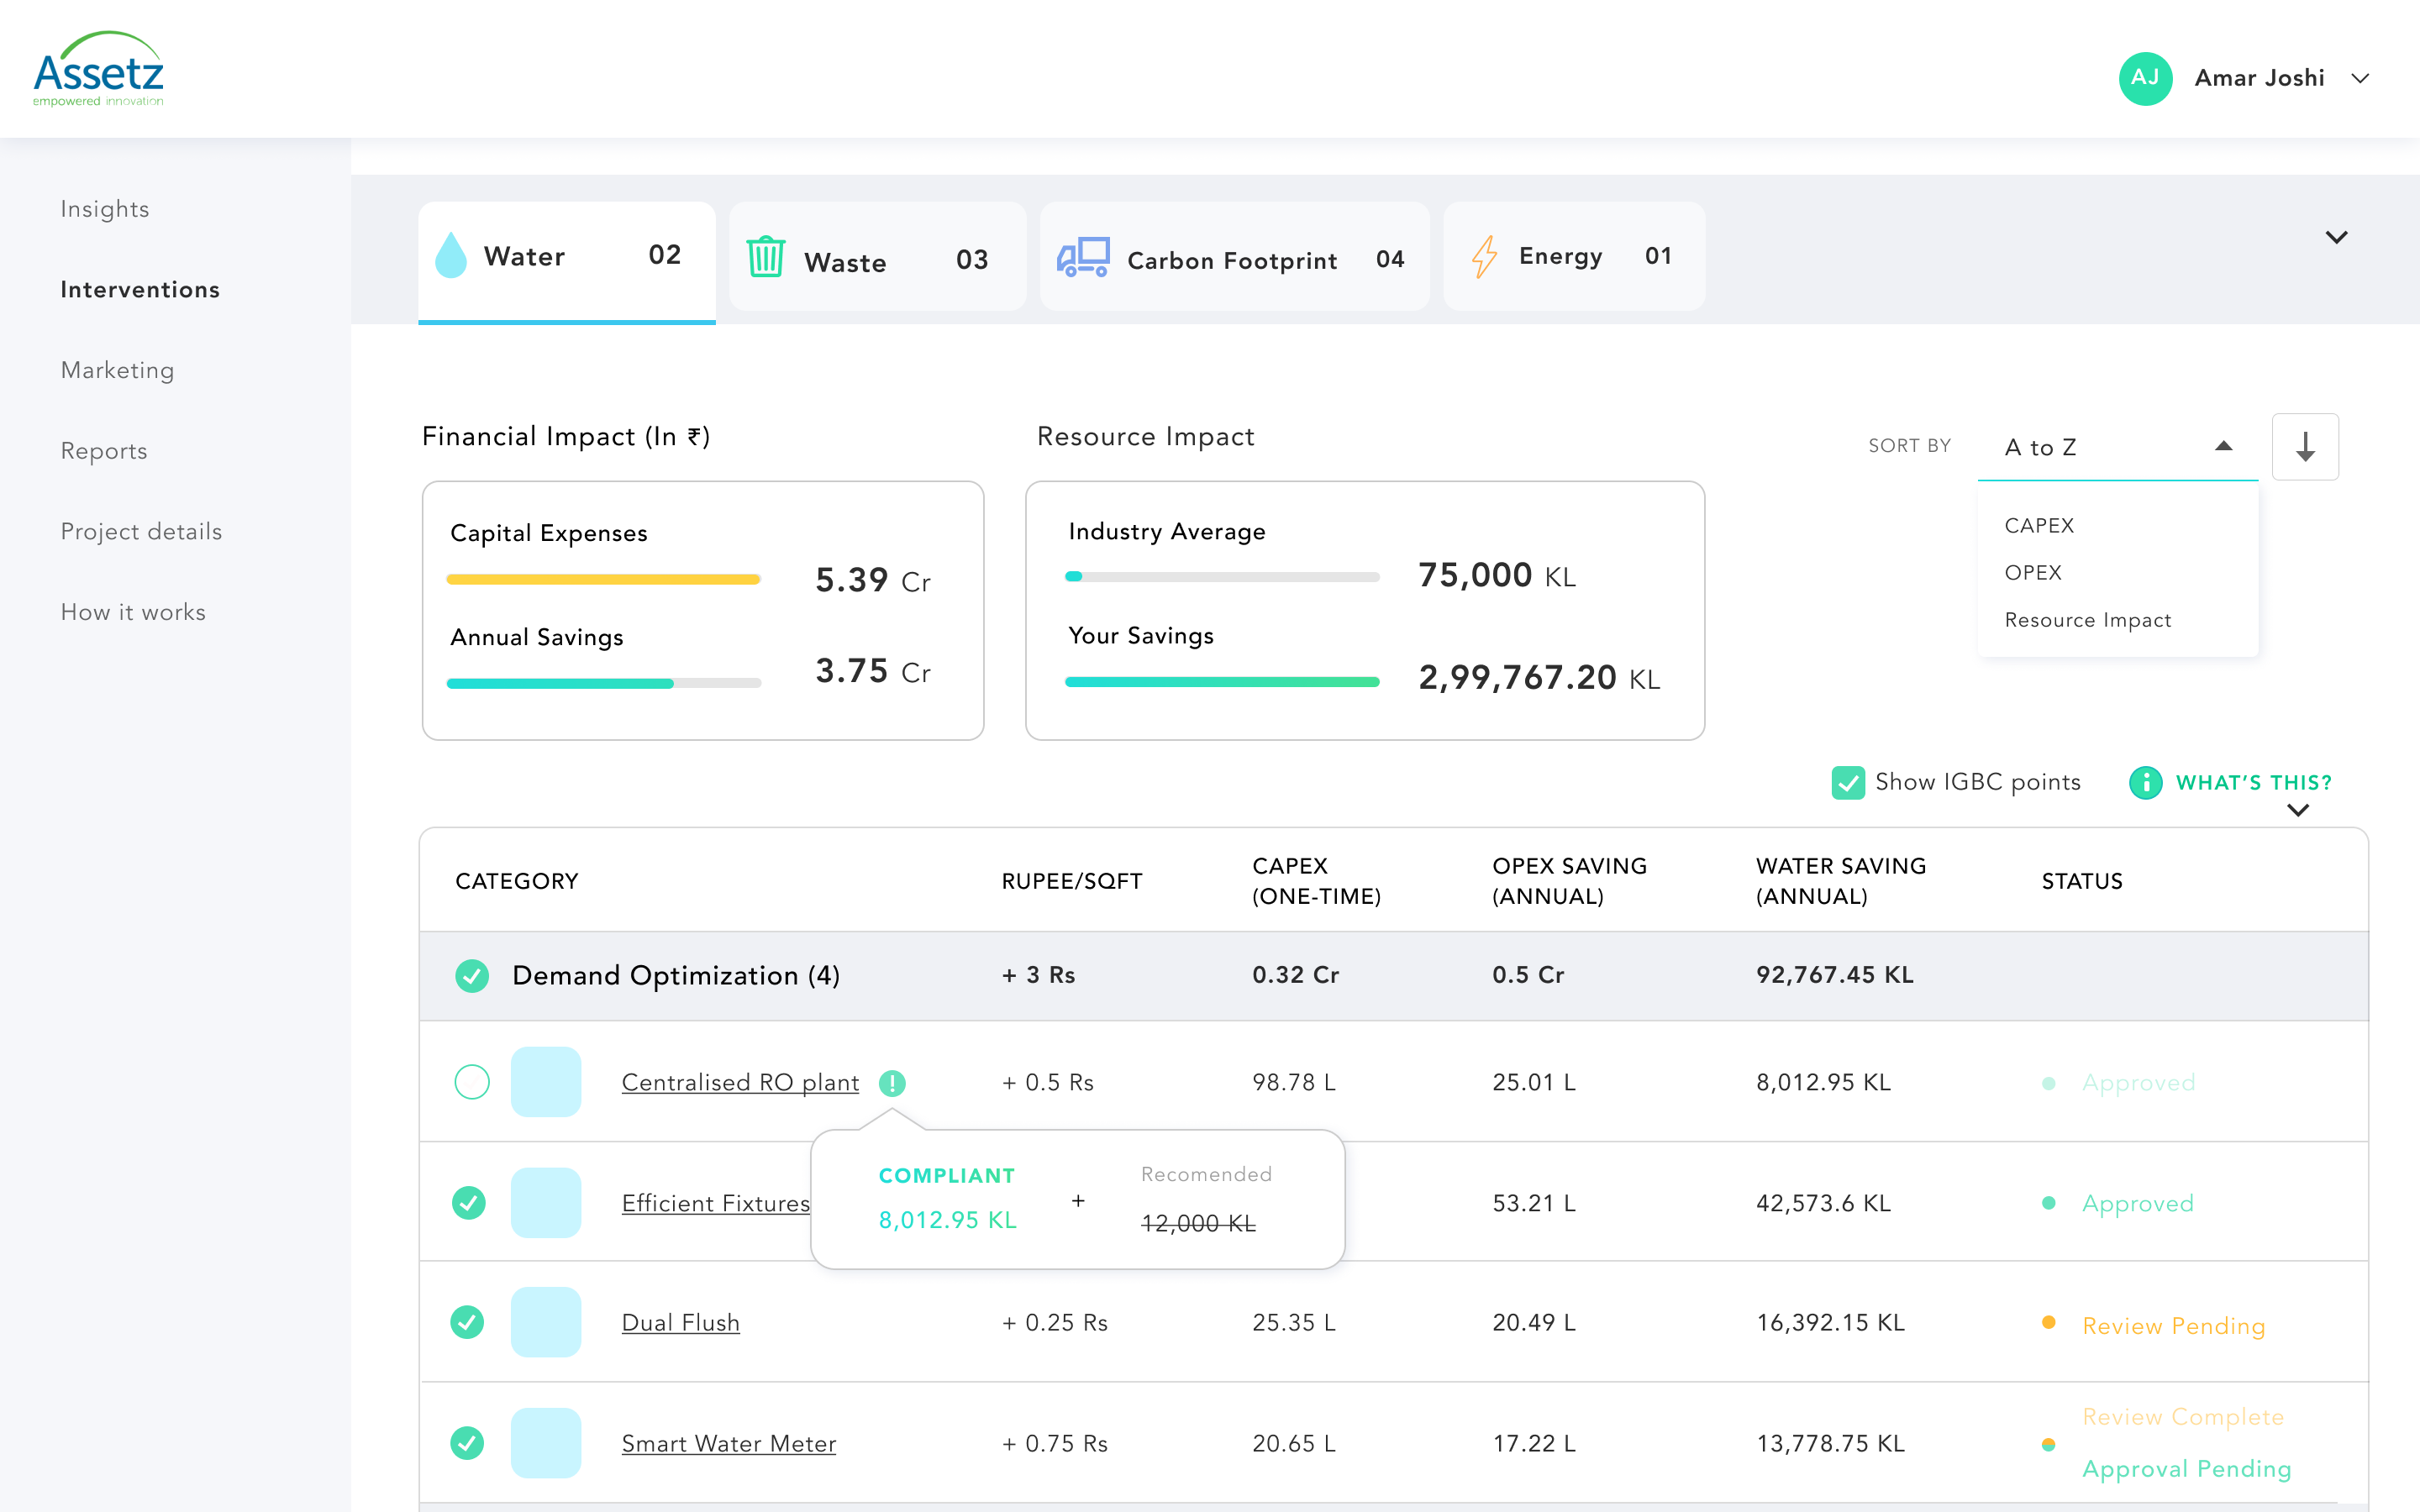 Assetz
empowered innovation
AJ Amar Joshi
Insights
Interventions
Marketing
Reports
Project details
How it works
Water 02
Waste 03
Carbon Footprint 04
Energy 01
Financial Impact (In ₹)
Capital Expenses
5.39 Cr
Annual Savings
3.75 Cr
Resource Impact
Industry Average
75,000 KL
Your Savings
2,99,767.20 KL
SORT BY A to Z
CAPEX
OPEX
Resource Impact
Show IGBC points
WHAT'S THIS?
CATEGORY
RUPEE/SQFT
CAPEX
(ONE-TIME)
OPEX SAVING
(ANNUAL)
WATER SAVING
(ANNUAL)
STATUS
Demand Optimization (4) + 3 Rs 0.32 Cr 0.5 Cr 92,767.45 KL
Centralised RO plant + 0.5 Rs 98.78 L 25.01 L 8,012.95 KL Approved
COMPLIANT
8,012.95 KL
+
Recomended
12,000 KL
Efficient Fixtures 53.21 L 42,573.6 KL Approved
Dual Flush + 0.25 Rs 25.35 L 20.49 L 16,392.15 KL Review Pending
Smart Water Meter + 0.75 Rs 20.65 L 17.22 L 13,778.75 KL
Review Complete
Approval Pending